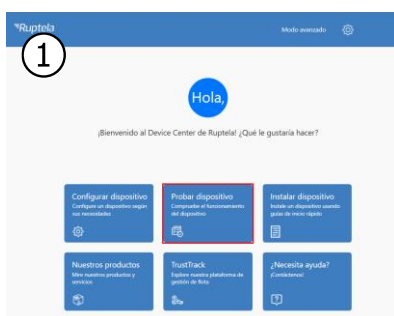 Ruptela
Modo avanzado
1
Hola,
¡Bienvenido al Device Center de Ruptela! ¿Qué le gustaría hacer?
Configurar dispositivo
Configure un dispositivo según
sus necesidades
Probar dispositivo
Compruebe el funcionamiento
del dispositivo
Instalar dispositivo
Instale un dispositivo usando
guías de inicio rápido
Nuestros productos
Mire nuestros productos y
servicios
TrustTrack
Explore nuestra plataforma de
gestión de flota
¿Necesita ayuda?
¡Contáctenos!